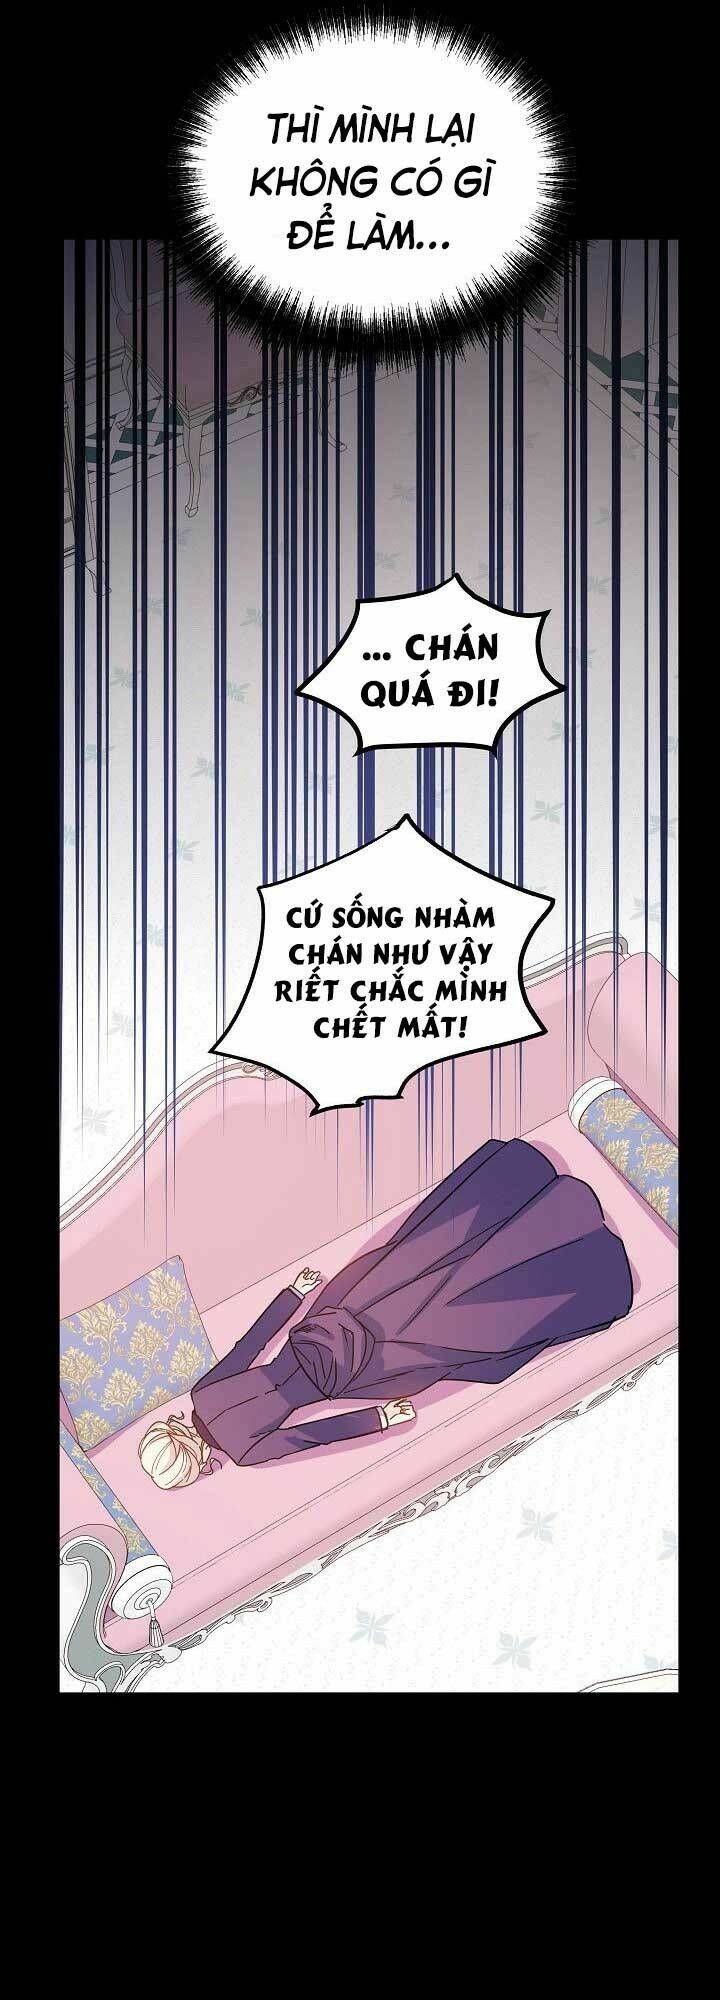 THÌ MÌNH LẠI
KHÔNG CÓ GÌ
ĐỂ LÀM...
... CHÁN
QUÁ ĐI!
CỨ SỐNG NHÀM
CHÁN NHƯ VẬY
RIẾT CHẮC MÌNH
CHẾT MẤT!